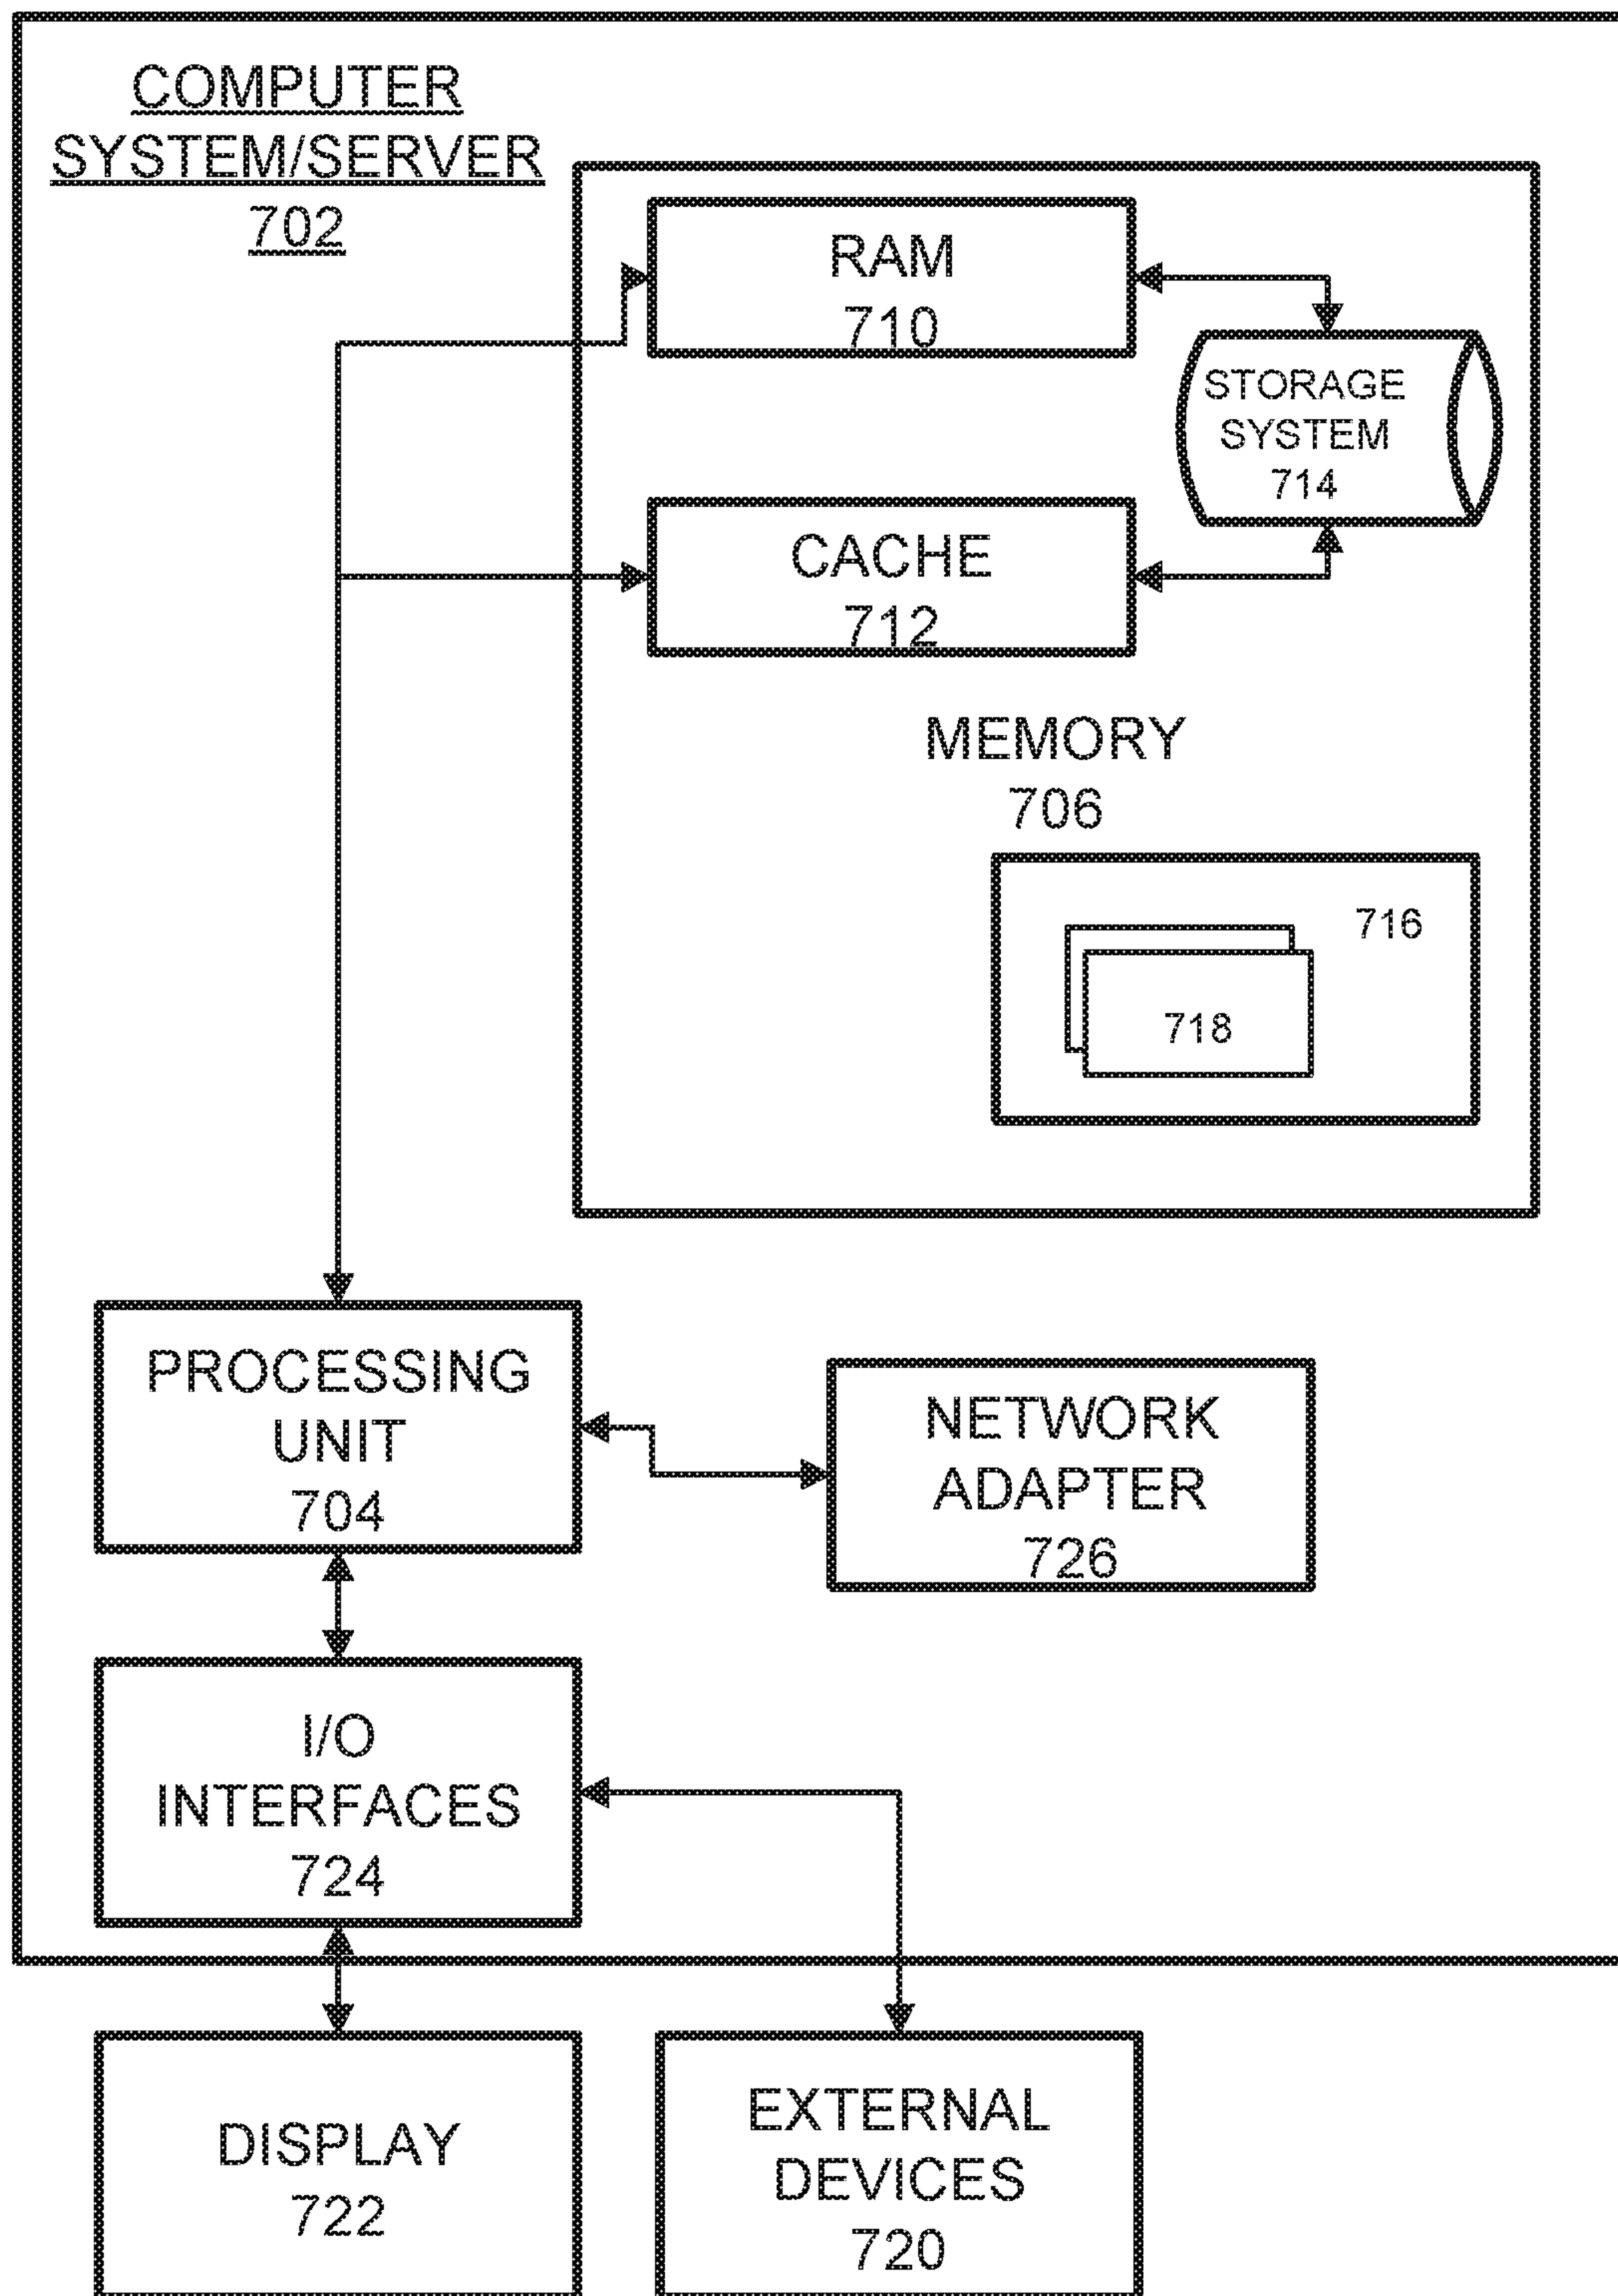 COMPUTER
SYSTEM/SERVER
702
RAM
710
STORAGE
SYSTEM
714
CACHE
712
MEMORY
706
716
718
PROCESSING
UNIT
704
NETWORK
ADAPTER
726
I/O
INTERFACES
724
DISPLAY
722
EXTERNAL
DEVICES
720